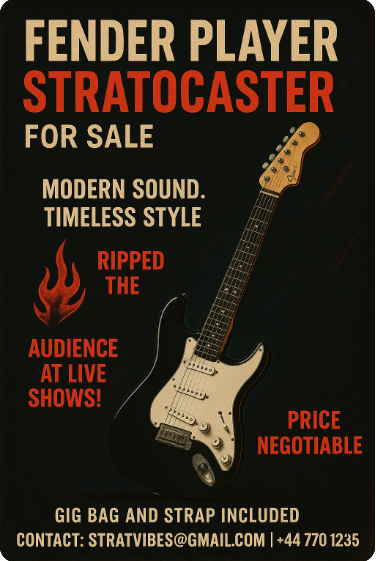 FENDER PLAYER
STRATOCASTER
FOR SALE
MODERN SOUND.
TIMELESS STYLE
RIPPED
THE
AUDIENCE
AT LIVE
SHOWS!
PRICE
NEGOTIABLE
GIG BAG AND STRAP INCLUDED
CONTACT: STRATVIBES@GMAIL.COM | +44 770 1235